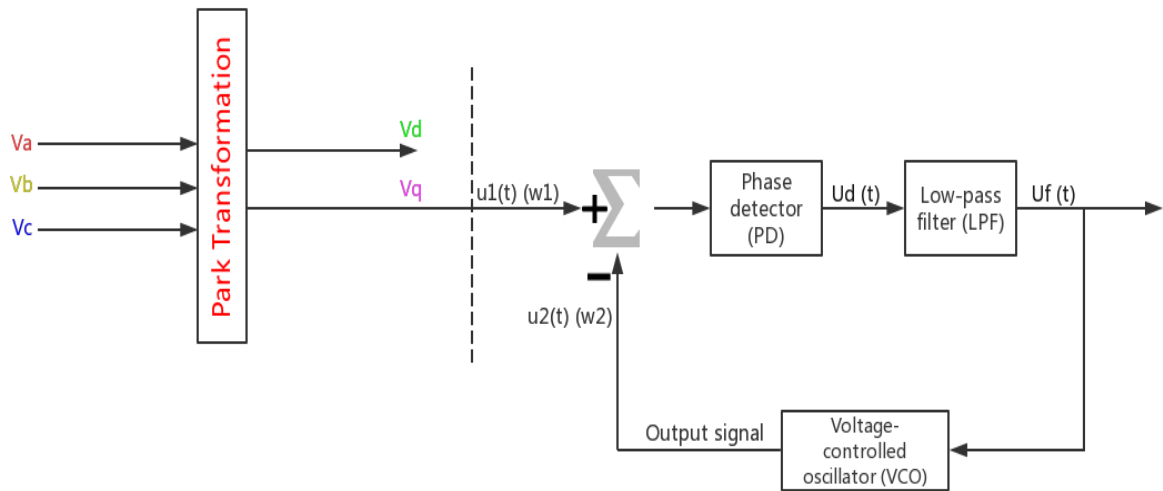 Va
Vb
Vc
Park Transformation
Vd
Vq
u1(t) (w1)
+
Σ
−
u2(t) (w2)
Phase
detector
(PD)
Ud (t)
Low-pass
filter (LPF)
Uf (t)
Output signal
Voltage-
controlled
oscillator (VCO)